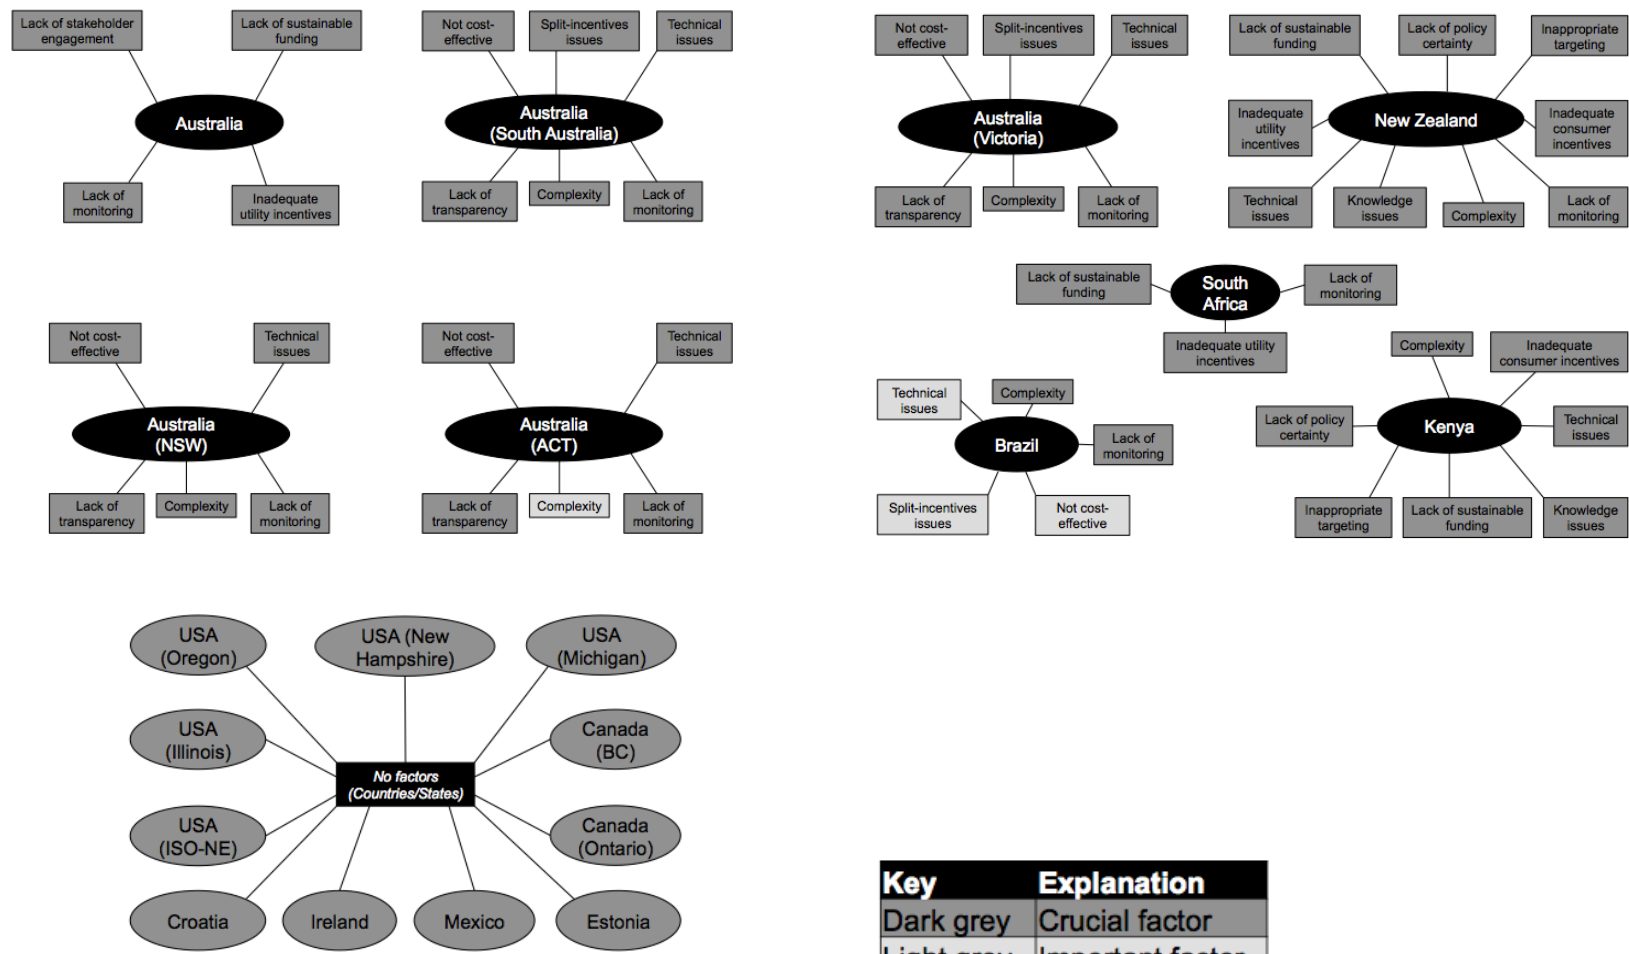 Lack of stakeholder
engagement
Lack of sustainable
funding
Australia
Lack of
monitoring
Inadequate
utility incentives
Not cost-
effective
Split-incentives
issues
Technical
issues
Australia
(South Australia)
Lack of
transparency
Complexity
Lack of
monitoring
Not cost-
effective
Split-incentives
issues
Technical
issues
Australia
(Victoria)
Lack of
transparency
Complexity
Lack of
monitoring
Lack of sustainable
funding
Lack of policy
certainty
Inappropriate
targeting
Inadequate
utility
incentives
New Zealand
Inadequate
consumer
incentives
Technical
issues
Knowledge
issues
Complexity
Lack of
monitoring
Lack of sustainable
funding
South
Africa
Lack of
monitoring
Inadequate utility
incentives
Not cost-
effective
Technical
issues
Australia
(NSW)
Lack of
transparency
Complexity
Lack of
monitoring
Not cost-
effective
Technical
issues
Australia
(ACT)
Lack of
transparency
Complexity
Lack of
monitoring
Technical
issues
Complexity
Brazil
Lack of
monitoring
Split-incentives
issues
Not cost-
effective
Complexity
Inadequate
consumer incentives
Lack of policy
certainty
Kenya
Technical
issues
Inappropriate
targeting
Lack of sustainable
funding
Knowledge
issues
USA
(Oregon)
USA (New
Hampshire)
USA
(Michigan)
USA
(Illinois)
Canada
(BC)
No factors
(Countries/States)
USA
(ISO-NE)
Canada
(Ontario)
Croatia
Ireland
Mexico
Estonia
Key Explanation
Dark grey Crucial factor
Light grey Important factor